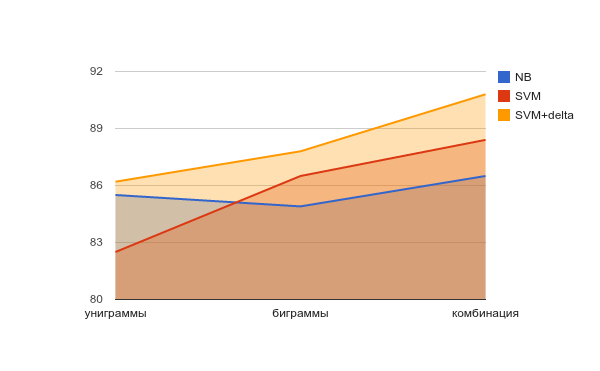 92
89
86
83
80
униграммы
биграммы
комбинация
NB
SVM
SVM+delta